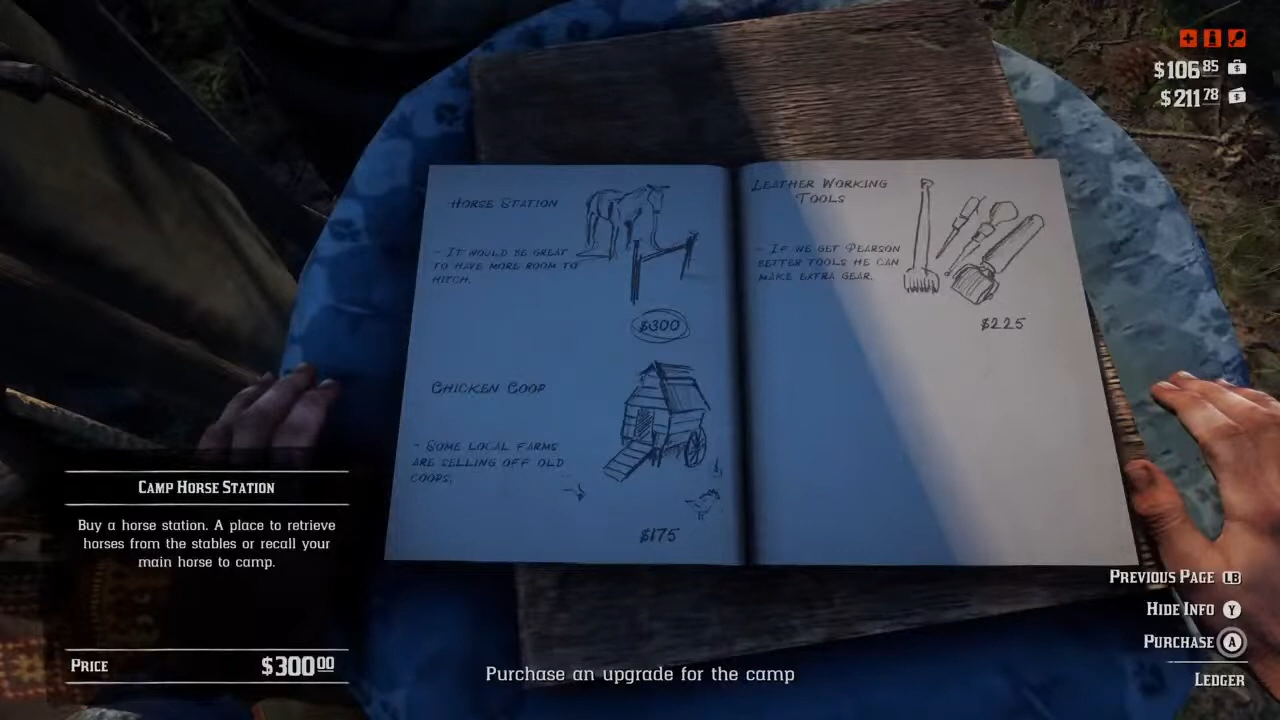 $106 85
$211 78
Horse Station
- It would be great
to have more room to
hitch.
$300
Chicken Coop
- Some local farms
are selling off old
coops.
$175
Leather Working
Tools
- If we get Pearson
better tools he can
make extra gear.
$225
Camp Horse Station
Buy a horse station. A place to retrieve
horses from the stables or recall your
main horse to camp.
Price $300 00
Purchase an upgrade for the camp
Previous Page LB
Hide Info Y
Purchase A
Ledger